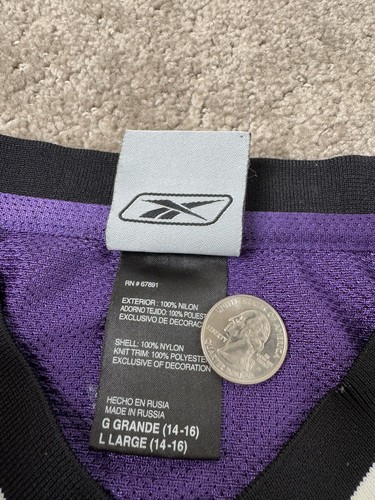 RN # 67891
EXTERIOR : 100% NILON
ADORNO TEJIDO: 100% POLIEST
EXCLUSIVO DE DECORAC
SHELL: 100% NYLON
KNIT TRIM: 100% POLYESTE
EXCLUSIVE OF DECORATI
HECHO EN RUSIA
MADE IN RUSSIA
G GRANDE (14-16)
L LARGE (14-16)